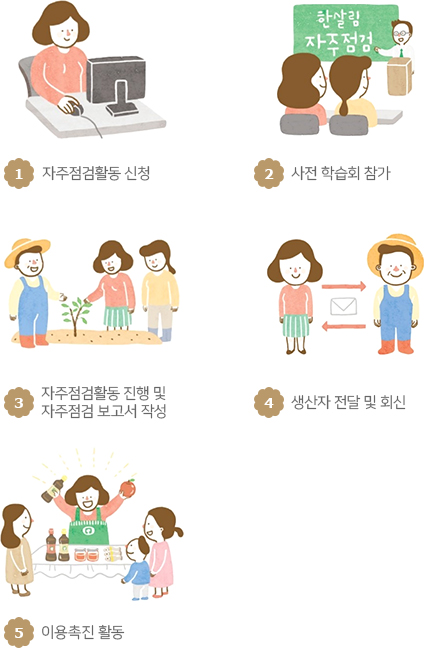 한살림
자주점검
1 자주점검활동 신청
2 사전 학습회 참가
3 자주점검활동 진행 및
자주점검 보고서 작성
4 생산자 전달 및 회신
5 이용촉진 활동